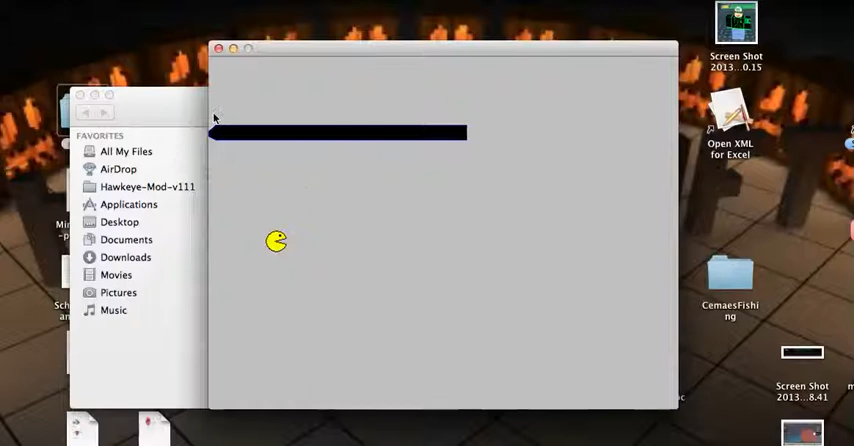 FAVORITES
All My Files
AirDrop
Hawkeye-Mod-v111
Applications
Desktop
Documents
Downloads
Movies
Pictures
Music
Screen Shot
2013...0.15
Open XML
for Excel
CemaesFishi
ng
Screen Shot
2013...8.41